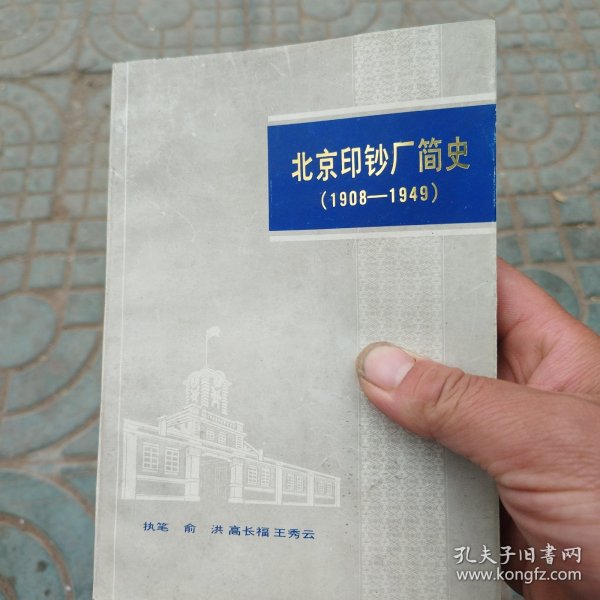 北京印钞厂简史
(1908—1949)
执笔 俞 洪 高长福 王秀云
孔夫子旧书网
www.kongfz.com